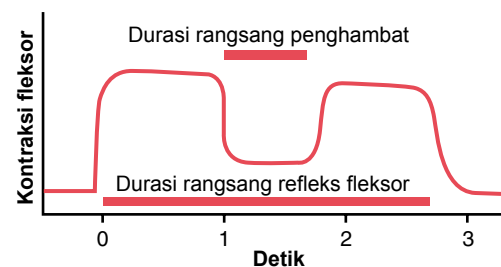 Durasi rangsang penghambat
Kontraksi fleksor
Durasi rangsang refleks fleksor
0 1 2 3
Detik